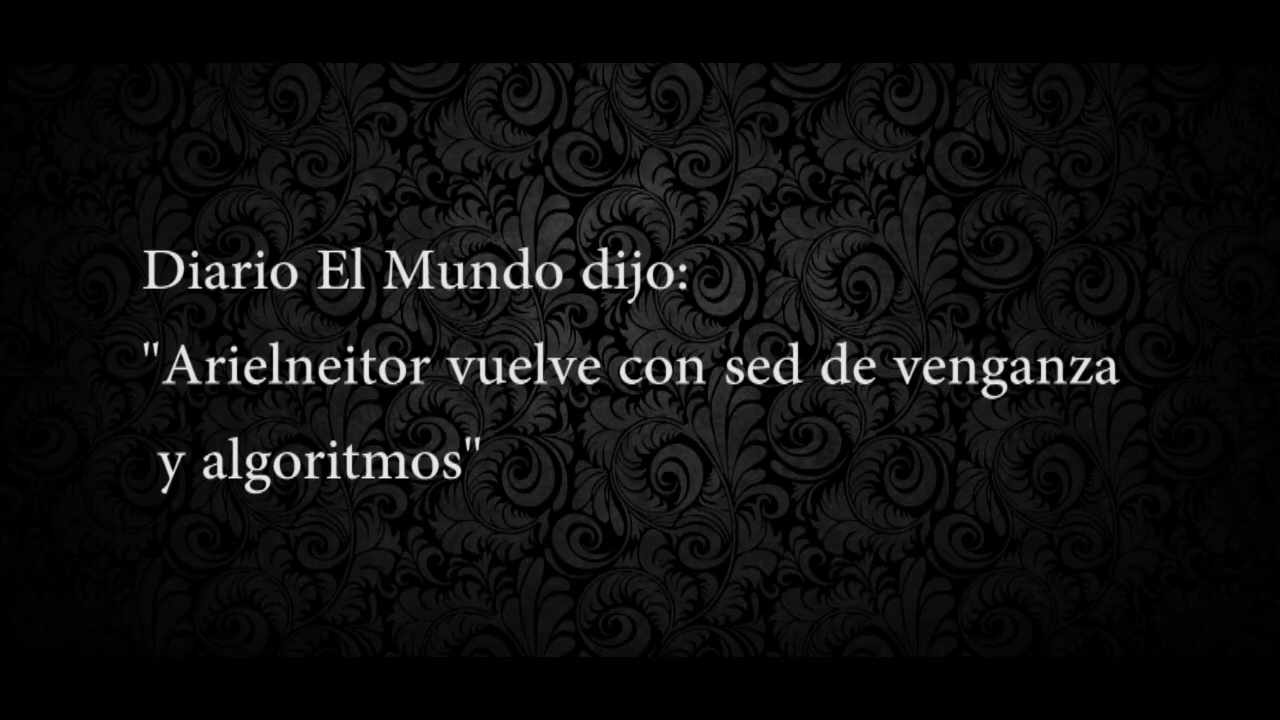 Diario El Mundo dijo:
"Arielneitor vuelve con sed de venganza
y algoritmos"